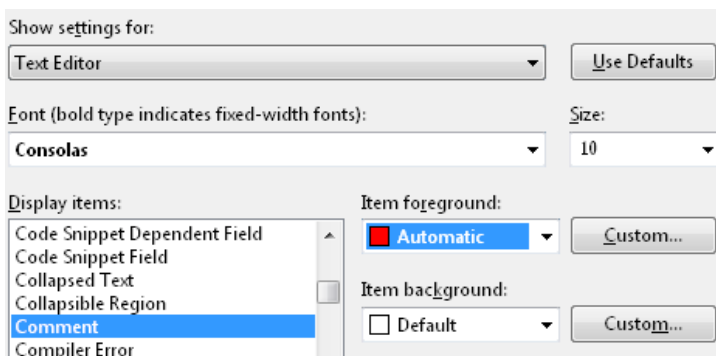 Show settings for:
Text Editor
Use Defaults
Font (bold type indicates fixed-width fonts):
Size:
Consolas
10
Display items:
Item foreground:
Code Snippet Dependent Field
Automatic
Custom...
Code Snippet Field
Collapsed Text
Item background:
Collapsible Region
Comment
Default
Custom...
Compiler Error